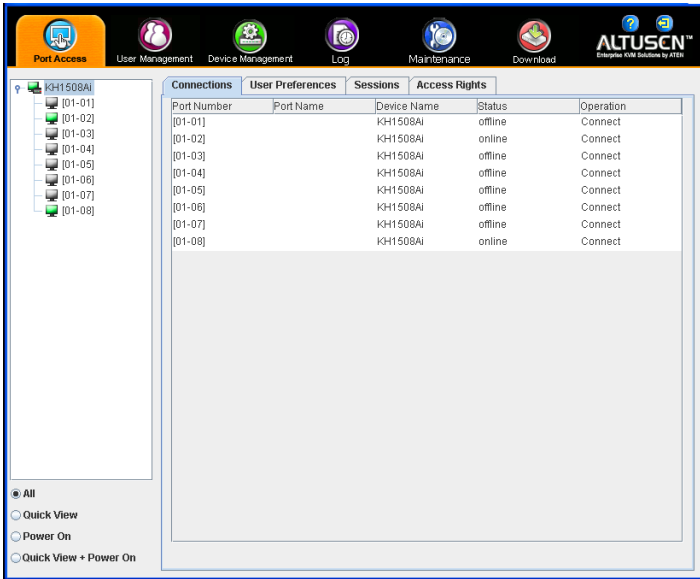 Port Access User Management Device Management Log Maintenance Download
ALTUSEN™
Enterprise KVM Solutions by ATEN
KH1508Ai
[01-01]
[01-02]
[01-03]
[01-04]
[01-05]
[01-06]
[01-07]
[01-08]
All
Quick View
Power On
Quick View + Power On
Connections User Preferences Sessions Access Rights
Port Number Port Name Device Name Status Operation
[01-01] KH1508Ai offline Connect
[01-02] KH1508Ai online Connect
[01-03] KH1508Ai offline Connect
[01-04] KH1508Ai offline Connect
[01-05] KH1508Ai offline Connect
[01-06] KH1508Ai offline Connect
[01-07] KH1508Ai offline Connect
[01-08] KH1508Ai online Connect